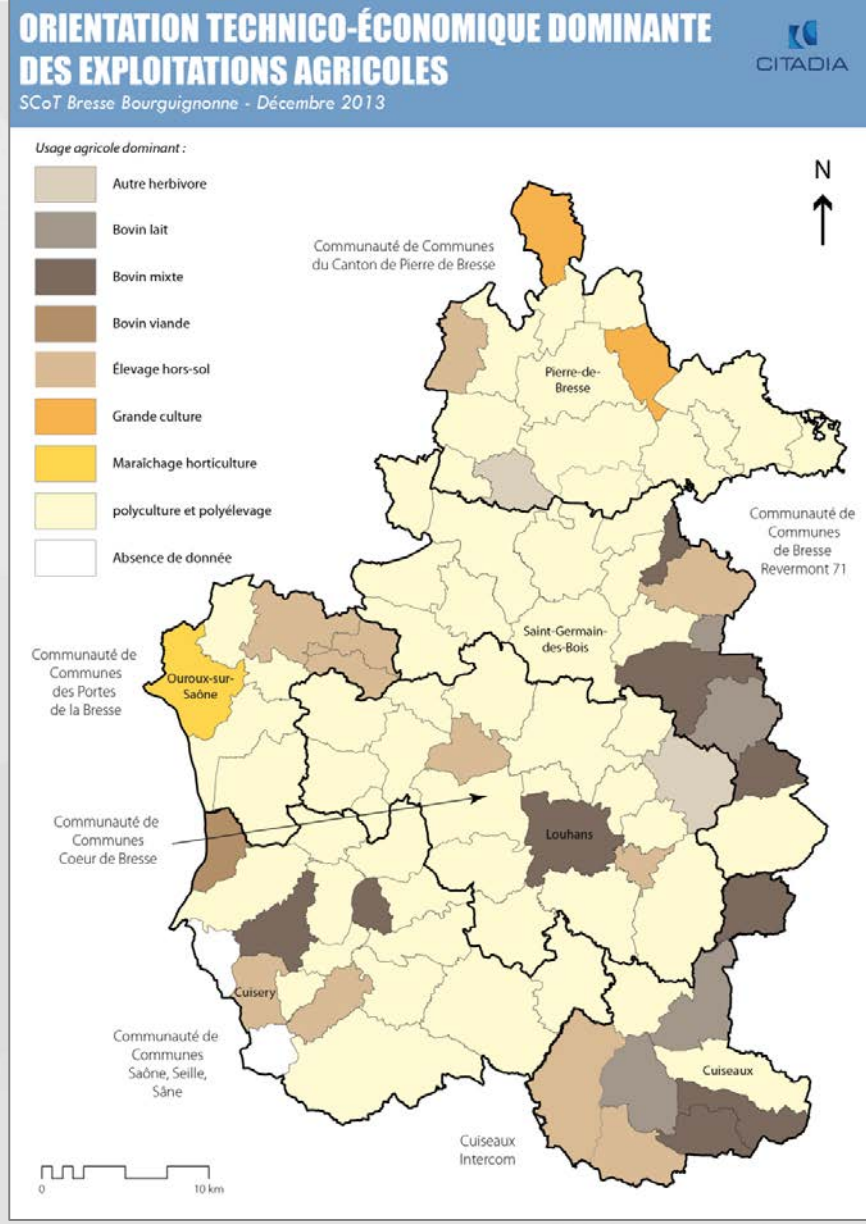 ORIENTATION TECHNICO-ÉCONOMIQUE DOMINANTE
DES EXPLOITATIONS AGRICOLES
SCoT Bresse Bourguignonne - Décembre 2013
CITADIA
Usage agricole dominant :
Autre herbivore
Bovin lait
Bovin mixte
Bovin viande
Élevage hors-sol
Grande culture
Maraîchage horticulture
polyculture et polyélevage
Absence de donnée
N
Communauté de Communes
du Canton de Pierre de Bresse
Pierre-de-
Bresse
Communauté de
Communes
de Bresse
Revermont 71
Saint-Germain-
des-Bois
Communauté de
Communes
des Portes
de la Bresse
Ouroux-sur-
Saône
Communauté de
Communes
Coeur de Bresse
Louhans
Cuisery
Communauté de
Communes
Saône, Seille,
Sâne
Cuiseaux
Cuiseaux
Intercom
0
10 km